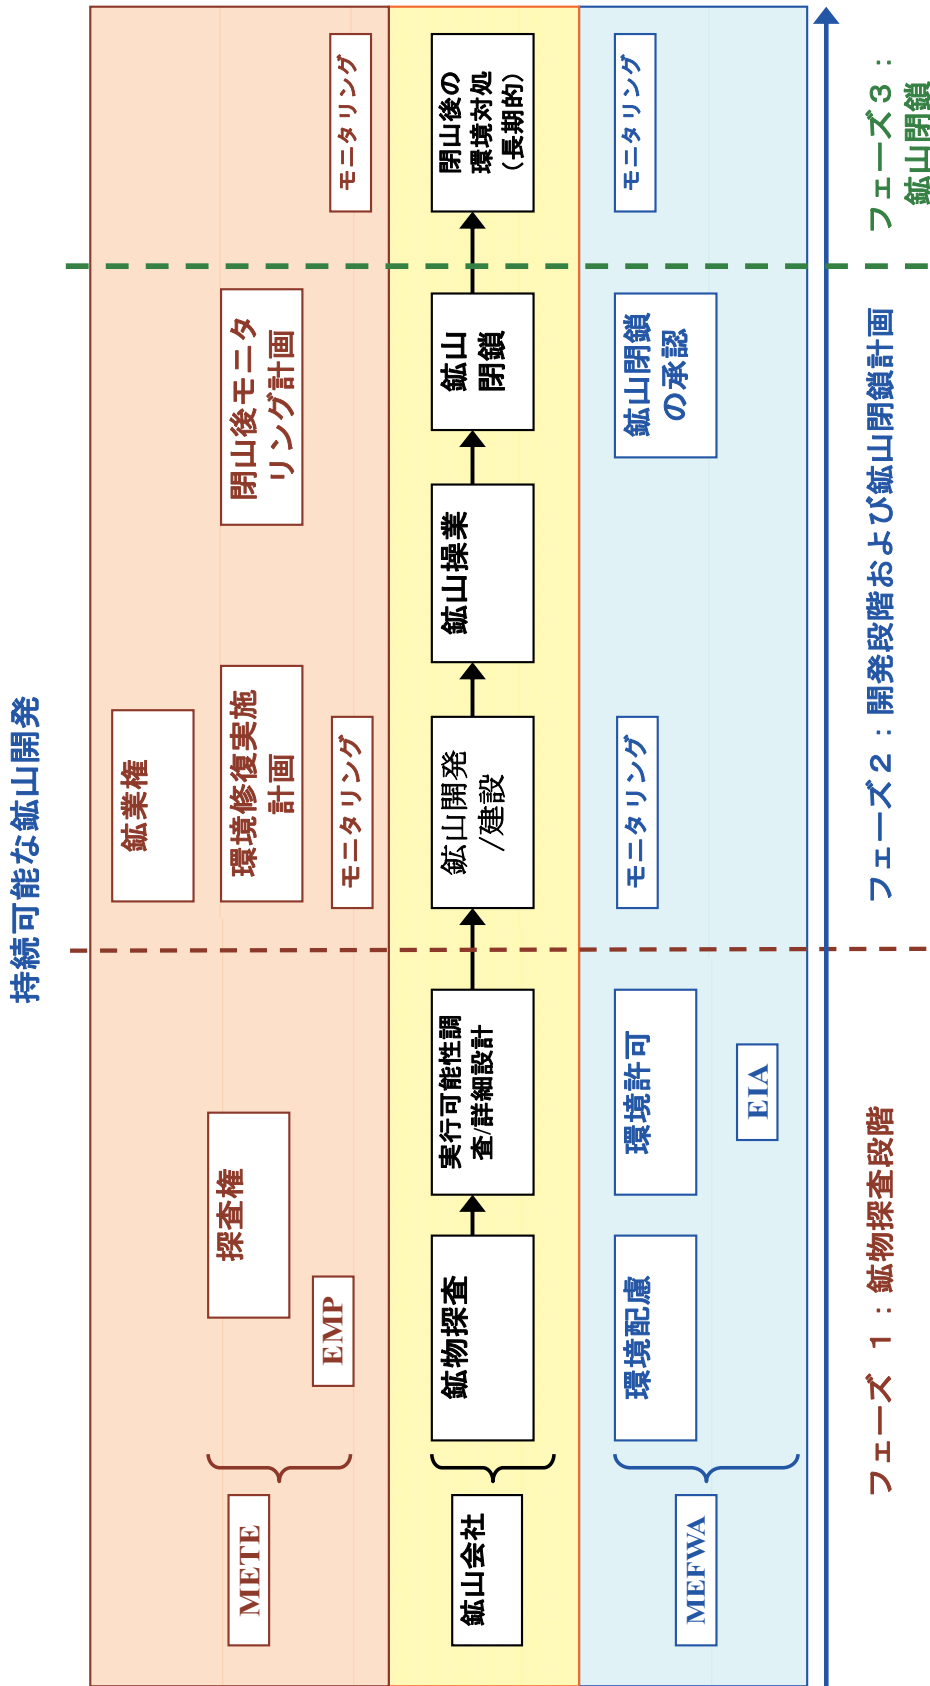 持続可能な鉱山開発
METE
探査権
EMP
鉱業権
環境修復実施
計画
モニタリング
閉山後モニタ
リング計画
モニタリング
鉱山会社
鉱物探査
実行可能性調
査/詳細設計
鉱山開発
/建設
鉱山操業
鉱山
閉鎖
閉山後の
環境対処
(長期的)
MEFWA
環境配慮
環境許可
EIA
モニタリング
鉱山閉鎖
の承認
モニタリング
フェーズ 1:鉱物探査段階
フェーズ2:開発段階および鉱山閉鎖計画
フェーズ3:
鉱山閉鎖